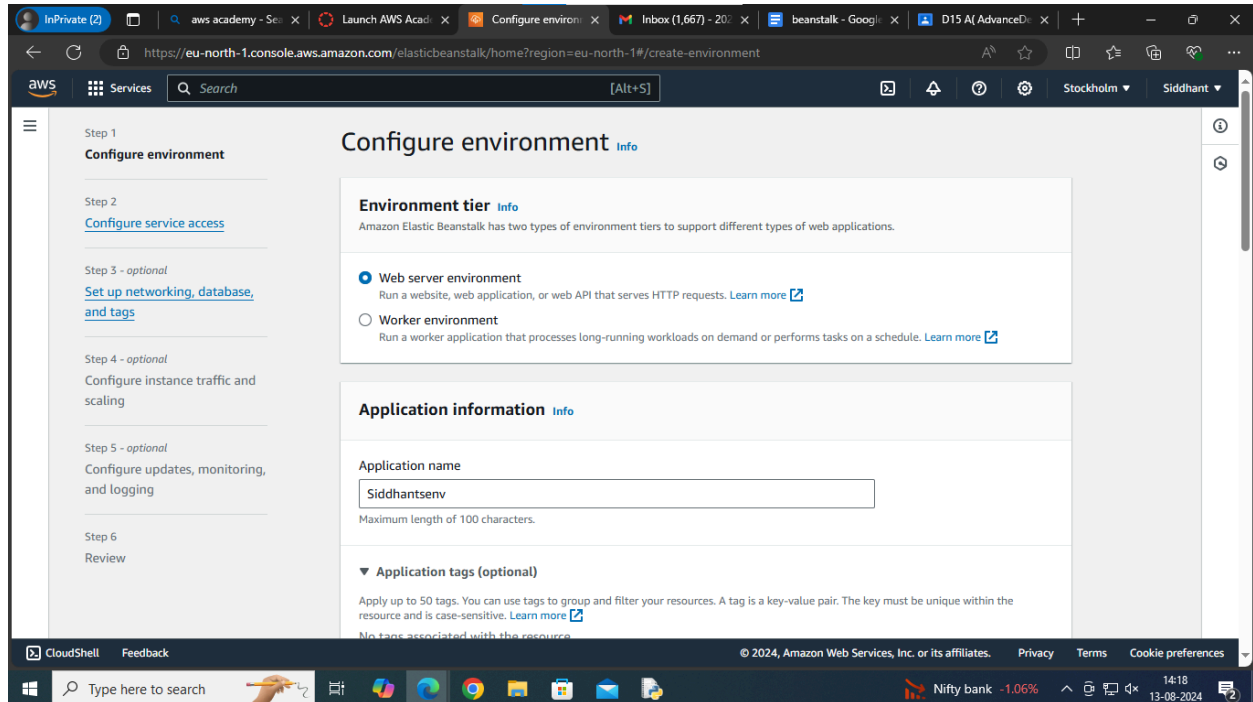 InPrivate (2)
aws academy - Sea
Launch AWS Acade
Configure environm
Inbox (1,667) - 202
beanstalk - Google
D15 A( AdvanceDe
https://eu-north-1.console.aws.amazon.com/elasticbeanstalk/home?region=eu-north-1#/create-environment
aws
Services
Search
[Alt+S]
Stockholm ▼
Siddhant ▼
Step 1
Configure environment
Step 2
Configure service access
Step 3 - optional
Set up networking, database,
and tags
Step 4 - optional
Configure instance traffic and
scaling
Step 5 - optional
Configure updates, monitoring,
and logging
Step 6
Review
Configure environment Info
Environment tier Info
Amazon Elastic Beanstalk has two types of environment tiers to support different types of web applications.
Web server environment
Run a website, web application, or web API that serves HTTP requests. Learn more
Worker environment
Run a worker application that processes long-running workloads on demand or performs tasks on a schedule. Learn more
Application information Info
Application name
Siddhantsenv
Maximum length of 100 characters.
▼ Application tags (optional)
Apply up to 50 tags. You can use tags to group and filter your resources. A tag is a key-value pair. The key must be unique within the
resource and is case-sensitive. Learn more
No tags associated with the resource
CloudShell
Feedback
© 2024, Amazon Web Services, Inc. or its affiliates.
Privacy
Terms
Cookie preferences
Type here to search
Nifty bank -1.06%
14:18
13-08-2024
2